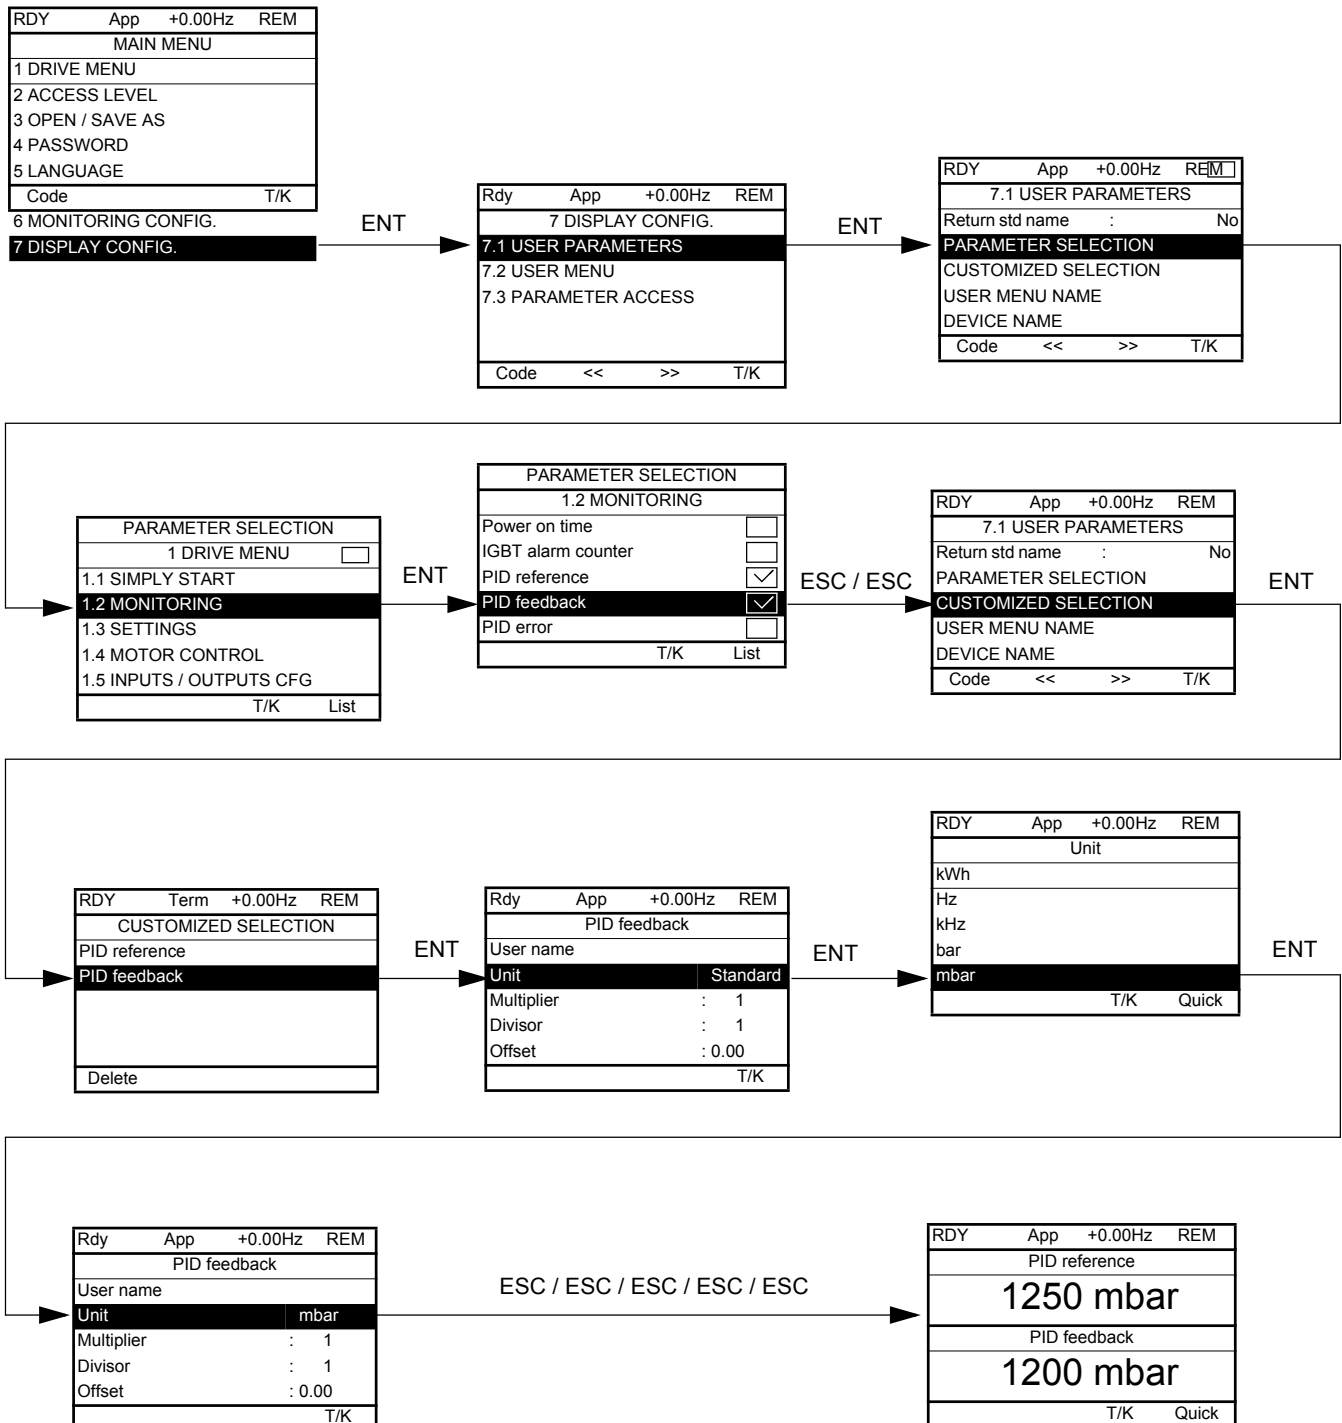 RDY App +0.00Hz REM
MAIN MENU
1 DRIVE MENU
2 ACCESS LEVEL
3 OPEN / SAVE AS
4 PASSWORD
5 LANGUAGE
Code T/K
6 MONITORING CONFIG.
7 DISPLAY CONFIG.
ENT
Rdy App +0.00Hz REM
7 DISPLAY CONFIG.
7.1 USER PARAMETERS
7.2 USER MENU
7.3 PARAMETER ACCESS
Code << >> T/K
ENT
RDY App +0.00Hz REM
7.1 USER PARAMETERS
Return std name : No
PARAMETER SELECTION
CUSTOMIZED SELECTION
USER MENU NAME
DEVICE NAME
Code << >> T/K
PARAMETER SELECTION
1 DRIVE MENU
1.1 SIMPLY START
1.2 MONITORING
1.3 SETTINGS
1.4 MOTOR CONTROL
1.5 INPUTS / OUTPUTS CFG
T/K List
ENT
PARAMETER SELECTION
1.2 MONITORING
Power on time
IGBT alarm counter
PID reference
PID feedback
PID error
T/K List
ESC / ESC
RDY App +0.00Hz REM
7.1 USER PARAMETERS
Return std name : No
PARAMETER SELECTION
CUSTOMIZED SELECTION
USER MENU NAME
DEVICE NAME
Code << >> T/K
ENT
RDY Term +0.00Hz REM
CUSTOMIZED SELECTION
PID reference
PID feedback
Delete
ENT
Rdy App +0.00Hz REM
PID feedback
User name
Unit Standard
Multiplier : 1
Divisor : 1
Offset : 0.00
T/K
ENT
RDY App +0.00Hz REM
Unit
kWh
Hz
kHz
bar
mbar
T/K Quick
ENT
Rdy App +0.00Hz REM
PID feedback
User name
Unit mbar
Multiplier : 1
Divisor : 1
Offset : 0.00
T/K
ESC / ESC / ESC / ESC / ESC
RDY App +0.00Hz REM
PID reference
1250 mbar
PID feedback
1200 mbar
T/K Quick